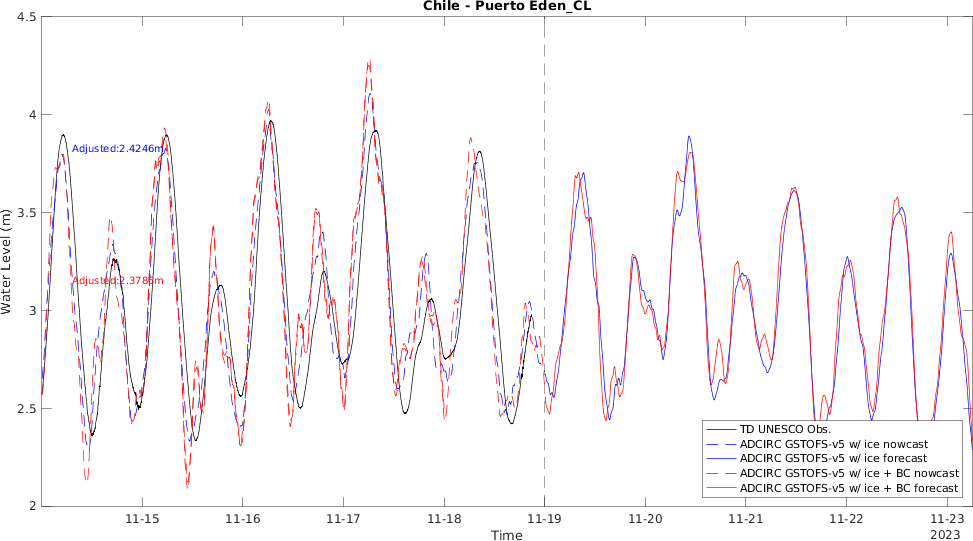 Chile - Puerto Eden_CL
4.5
4
3.5
3
2.5
2
Water Level (m)
Adjusted:2.4246m
Adjusted:2.3785m
TD UNESCO Obs.
ADCIRC GSTOFS-v5 w/ ice nowcast
ADCIRC GSTOFS-v5 w/ ice forecast
ADCIRC GSTOFS-v5 w/ ice + BC nowcast
ADCIRC GSTOFS-v5 w/ ice + BC forecast
11-15 11-16 11-17 11-18 11-19 11-20 11-21 11-22 11-23
2023
Time